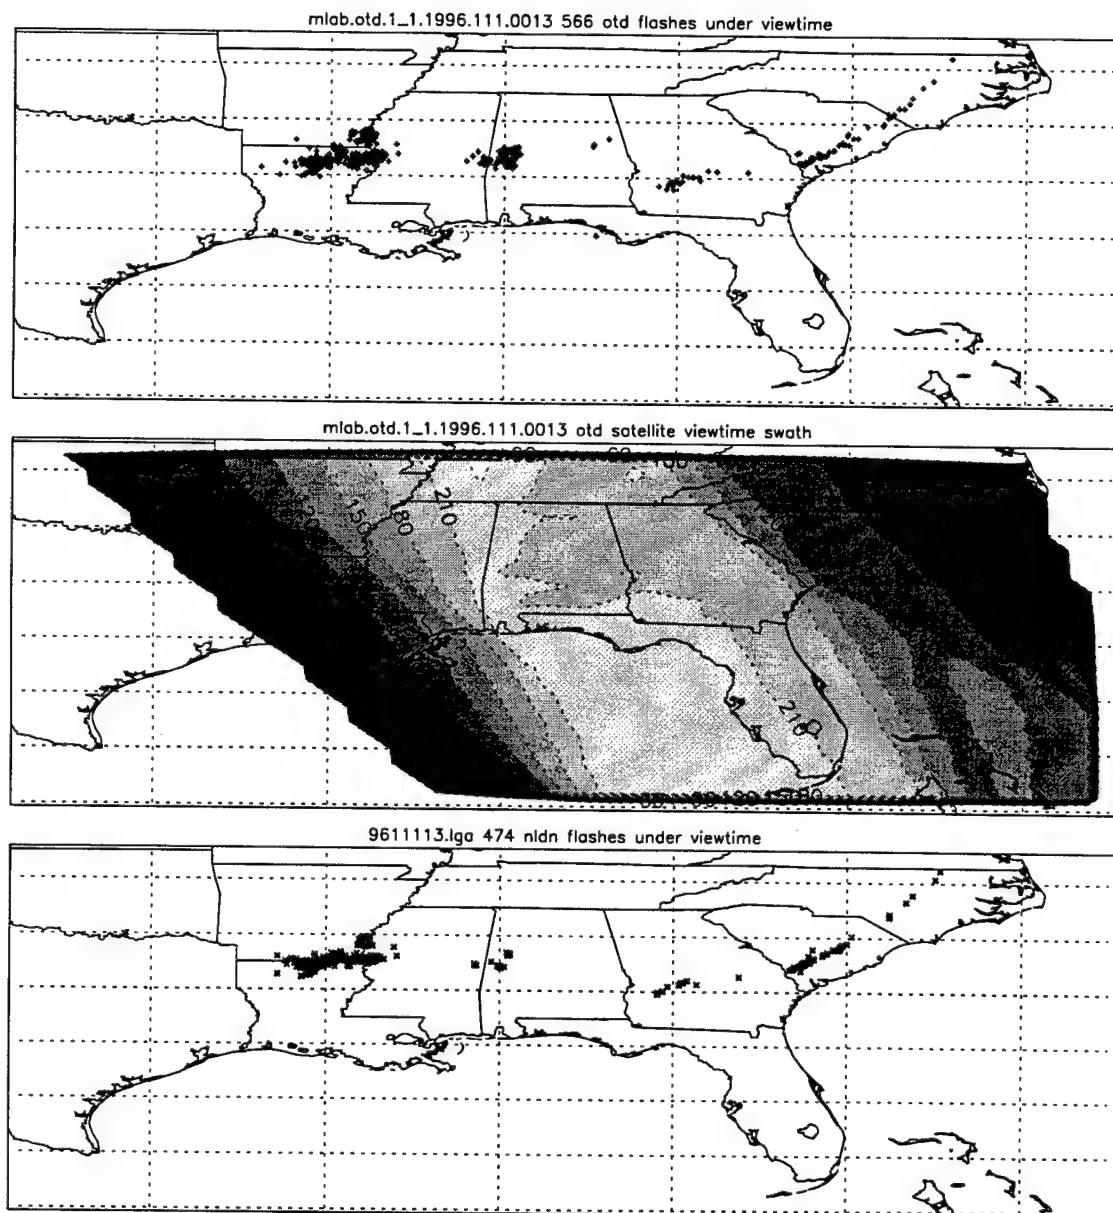 mlab.otd.1_1.1996.111.0013 566 otd flashes under viewtime
mlab.otd.1_1.1996.111.0013 otd satellite viewtime swath
150
180
210
210
9611113.lga 474 nldn flashes under viewtime